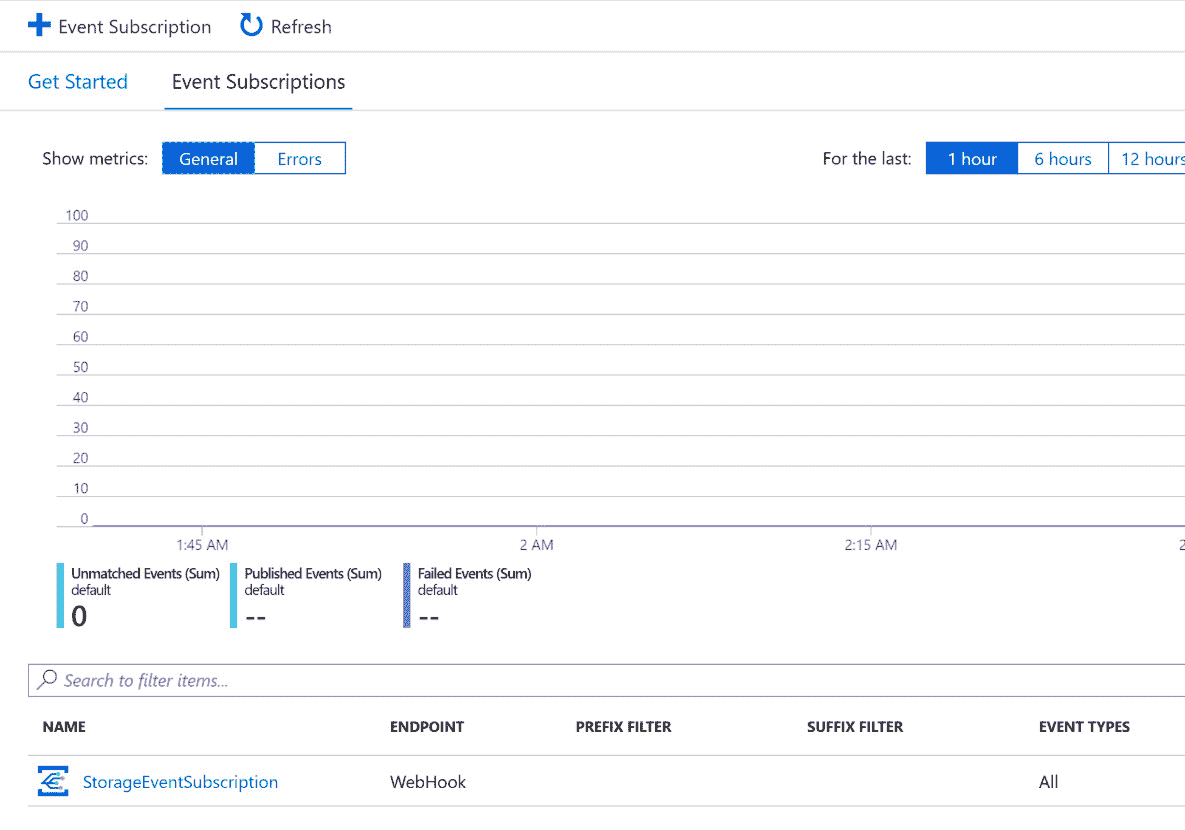 Event Subscription Refresh
Get Started Event Subscriptions
Show metrics: General Errors For the last: 1 hour 6 hours 12 hours
100
90
80
70
60
50
40
30
20
10
0
1:45 AM 2 AM 2:15 AM 2
Unmatched Events (Sum) Published Events (Sum) Failed Events (Sum)
default default default
0 -- --
Search to filter items...
NAME ENDPOINT PREFIX FILTER SUFFIX FILTER EVENT TYPES
StorageEventSubscription WebHook All